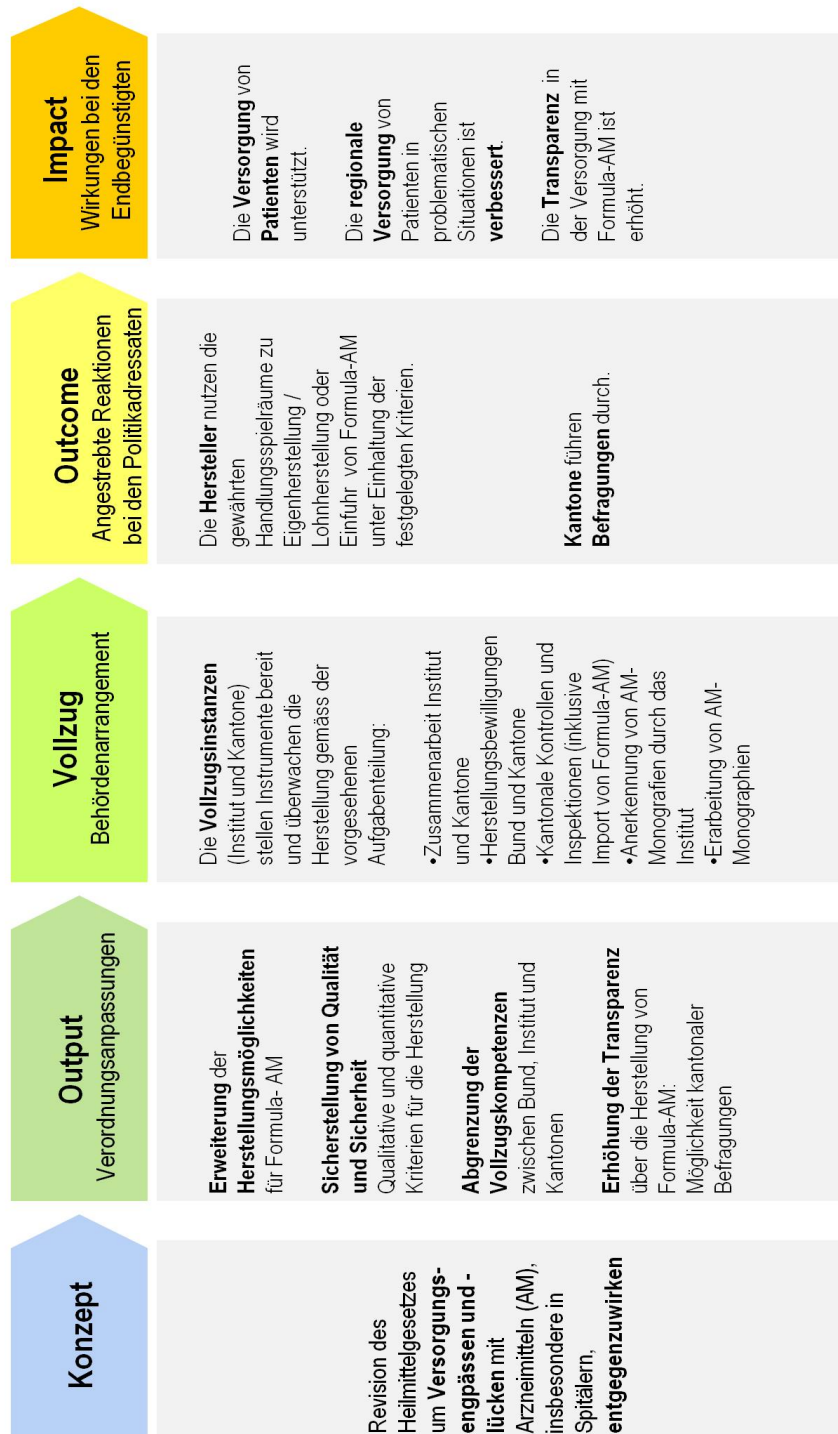 Konzept
Revision des
Heilmittelgesetzes
um Versorgungs-
engpässen und -
lücken mit
Arzneimitteln (AM),
insbesondere in
Spitälern,
entgegenzuwirken
Output
Verordnungsanpassungen
Erweiterung der
Herstellungsmöglichkeiten
für Formula- AM
Sicherstellung von Qualität
und Sicherheit
Qualitative und quantitative
Kriterien für die Herstellung
Abgrenzung der
Vollzugskompetenzen
zwischen Bund, Institut und
Kantonen
Erhöhung der Transparenz
über die Herstellung von
Formula-AM:
Möglichkeit kantonaler
Befragungen
Vollzug
Behördenarrangement
Die Vollzugsinstanzen
(Institut und Kantone)
stellen Instrumente bereit
und überwachen die
Herstellung gemäss der
vorgesehenen
Aufgabenteilung:
•Zusammenarbeit Institut
und Kantone
•Herstellungsbewilligungen
Bund und Kantone
•Kantonale Kontrollen und
Inspektionen (inklusive
Import von Formula-AM)
•Anerkennung von AM-
Monografien durch das
Institut
•Erarbeitung von AM-
Monographien
Outcome
Angestrebte Reaktionen
bei den Politikadressaten
Die Hersteller nutzen die
gewährten
Handlungsspielräume zu
Eigenherstellung /
Lohnherstellung oder
Einfuhr von Formula-AM
unter Einhaltung der
festgelegten Kriterien.
Kantone führen
Befragungen durch.
Impact
Wirkungen bei den
Endbegünstigten
Die Versorgung von
Patienten wird
unterstützt.
Die regionale
Versorgung von
Patienten in
problematischen
Situationen ist
verbessert.
Die Transparenz in
der Versorgung mit
Formula-AM ist
erhöht.